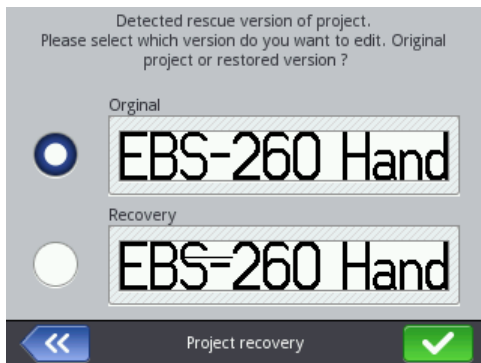 Detected rescue version of project.
Please select which version do you want to edit. Original
project or restored version ?
Orginal
EBS-260 Hand
Recovery
EBS-260 Hand
Project recovery